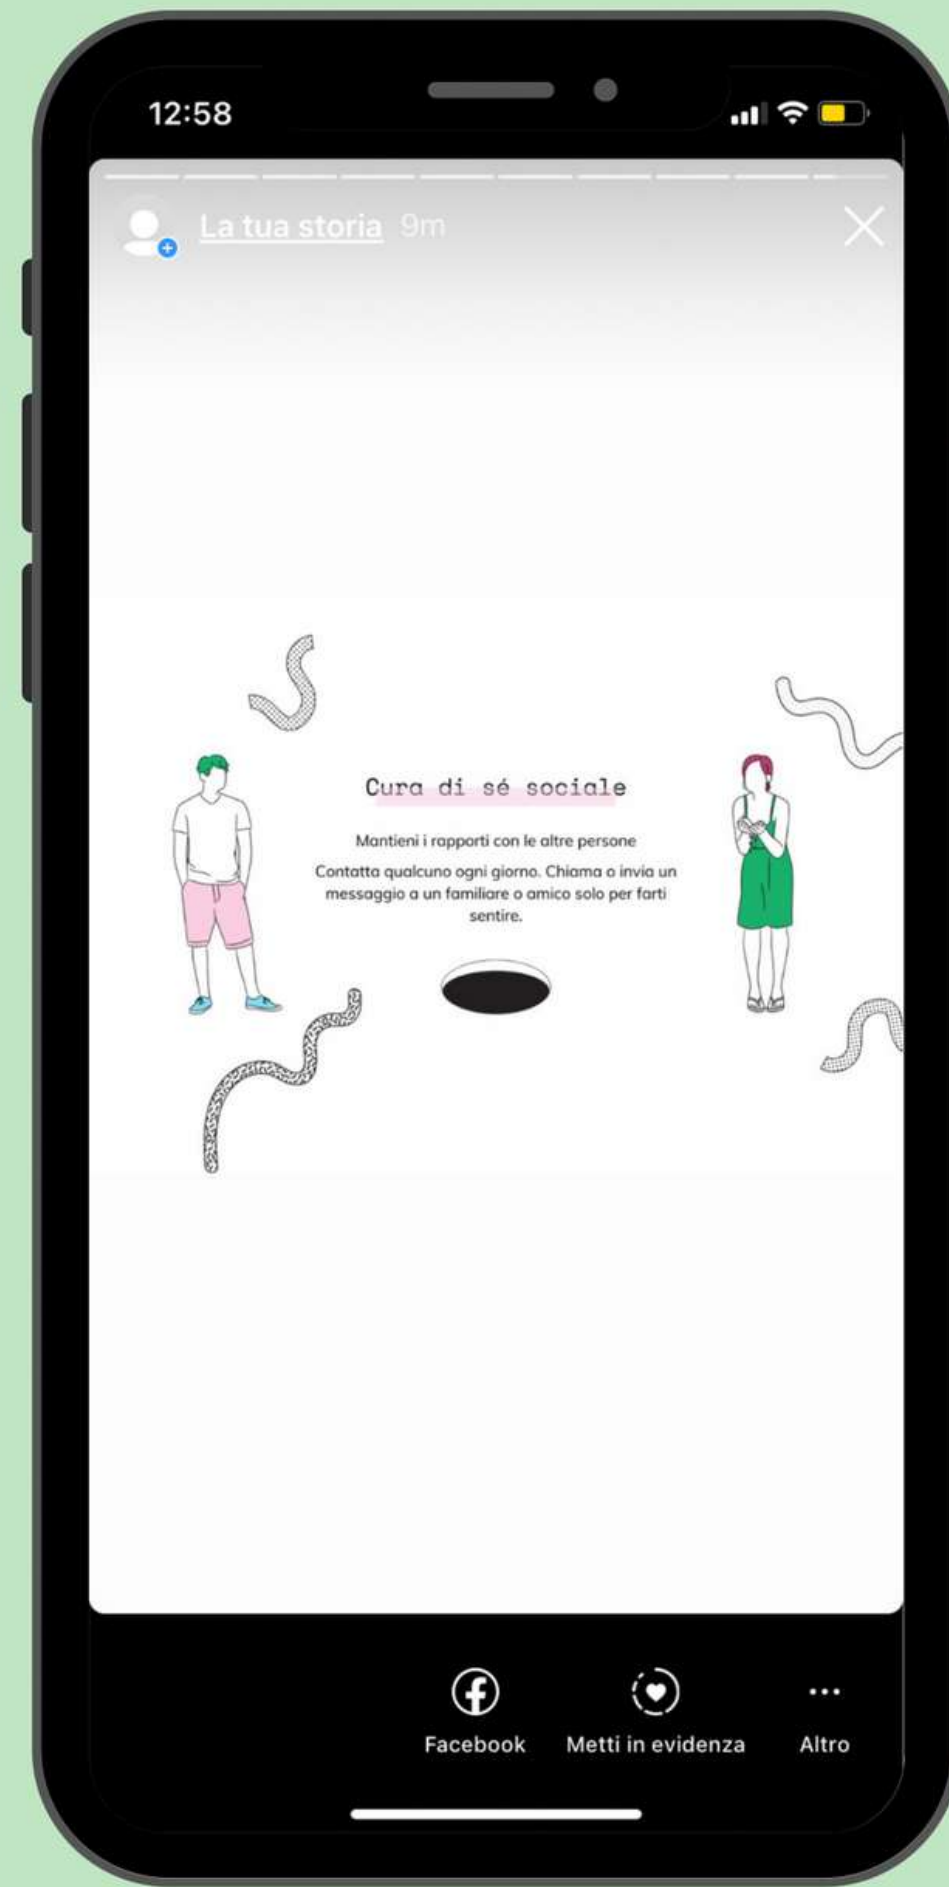 12:58
La tua storia 9m
Cura di sé sociale
Mantieni i rapporti con le altre persone
Contatta qualcuno ogni giorno. Chiama o invia un
messaggio a un familiare o amico solo per farti
sentire.
Facebook Metti in evidenza Altro